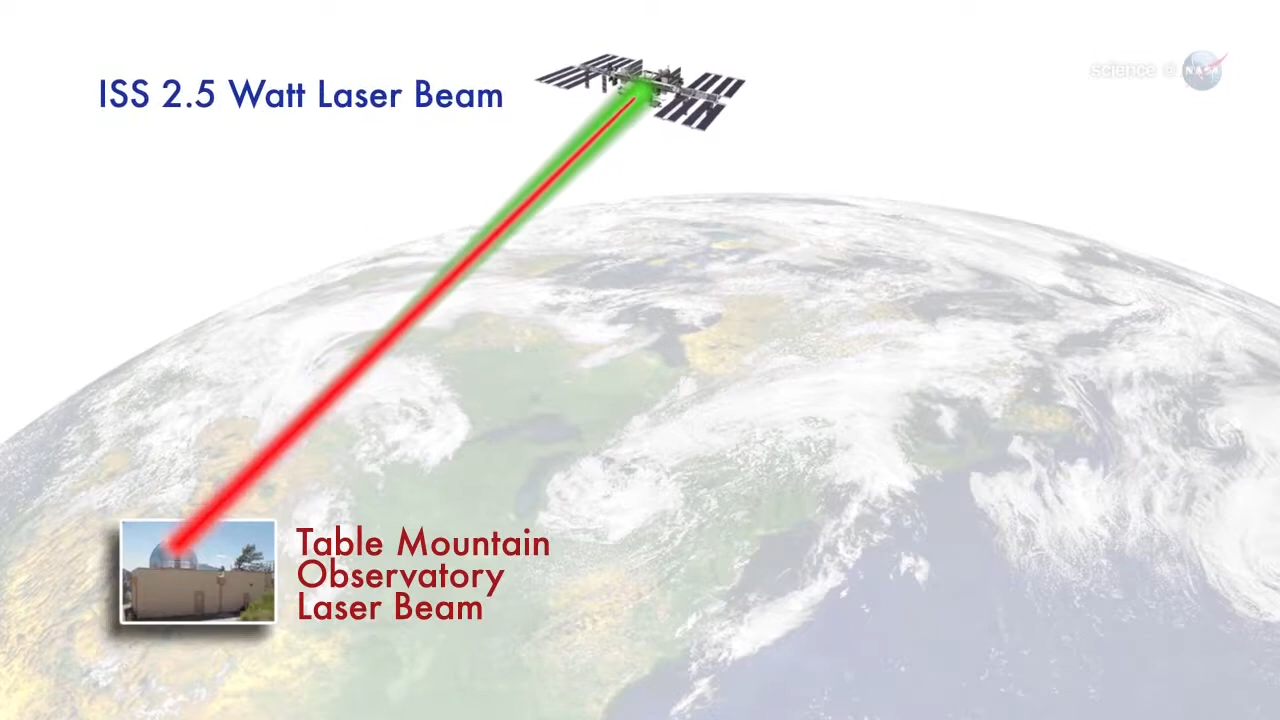 ISS 2.5 Watt Laser Beam
science @ NASA
Table Mountain
Observatory
Laser Beam